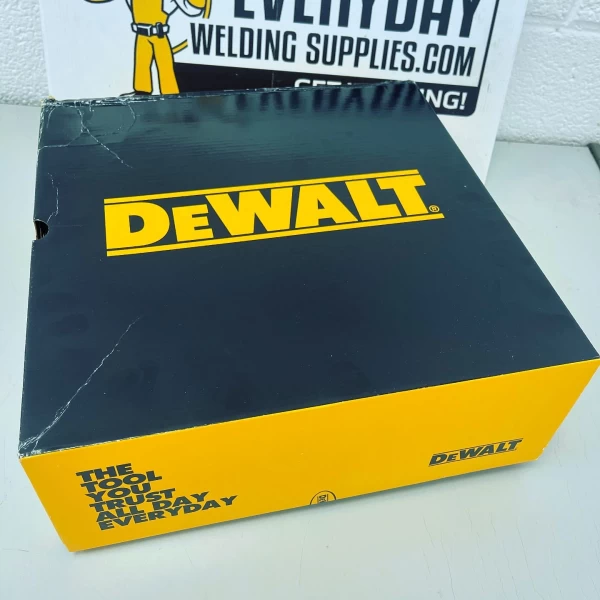 EVERYDAY
WELDING SUPPLIES.COM
DEWALT®
THE
TOOL
YOU
TRUST
ALL DAY
EVERYDAY
DEWALT